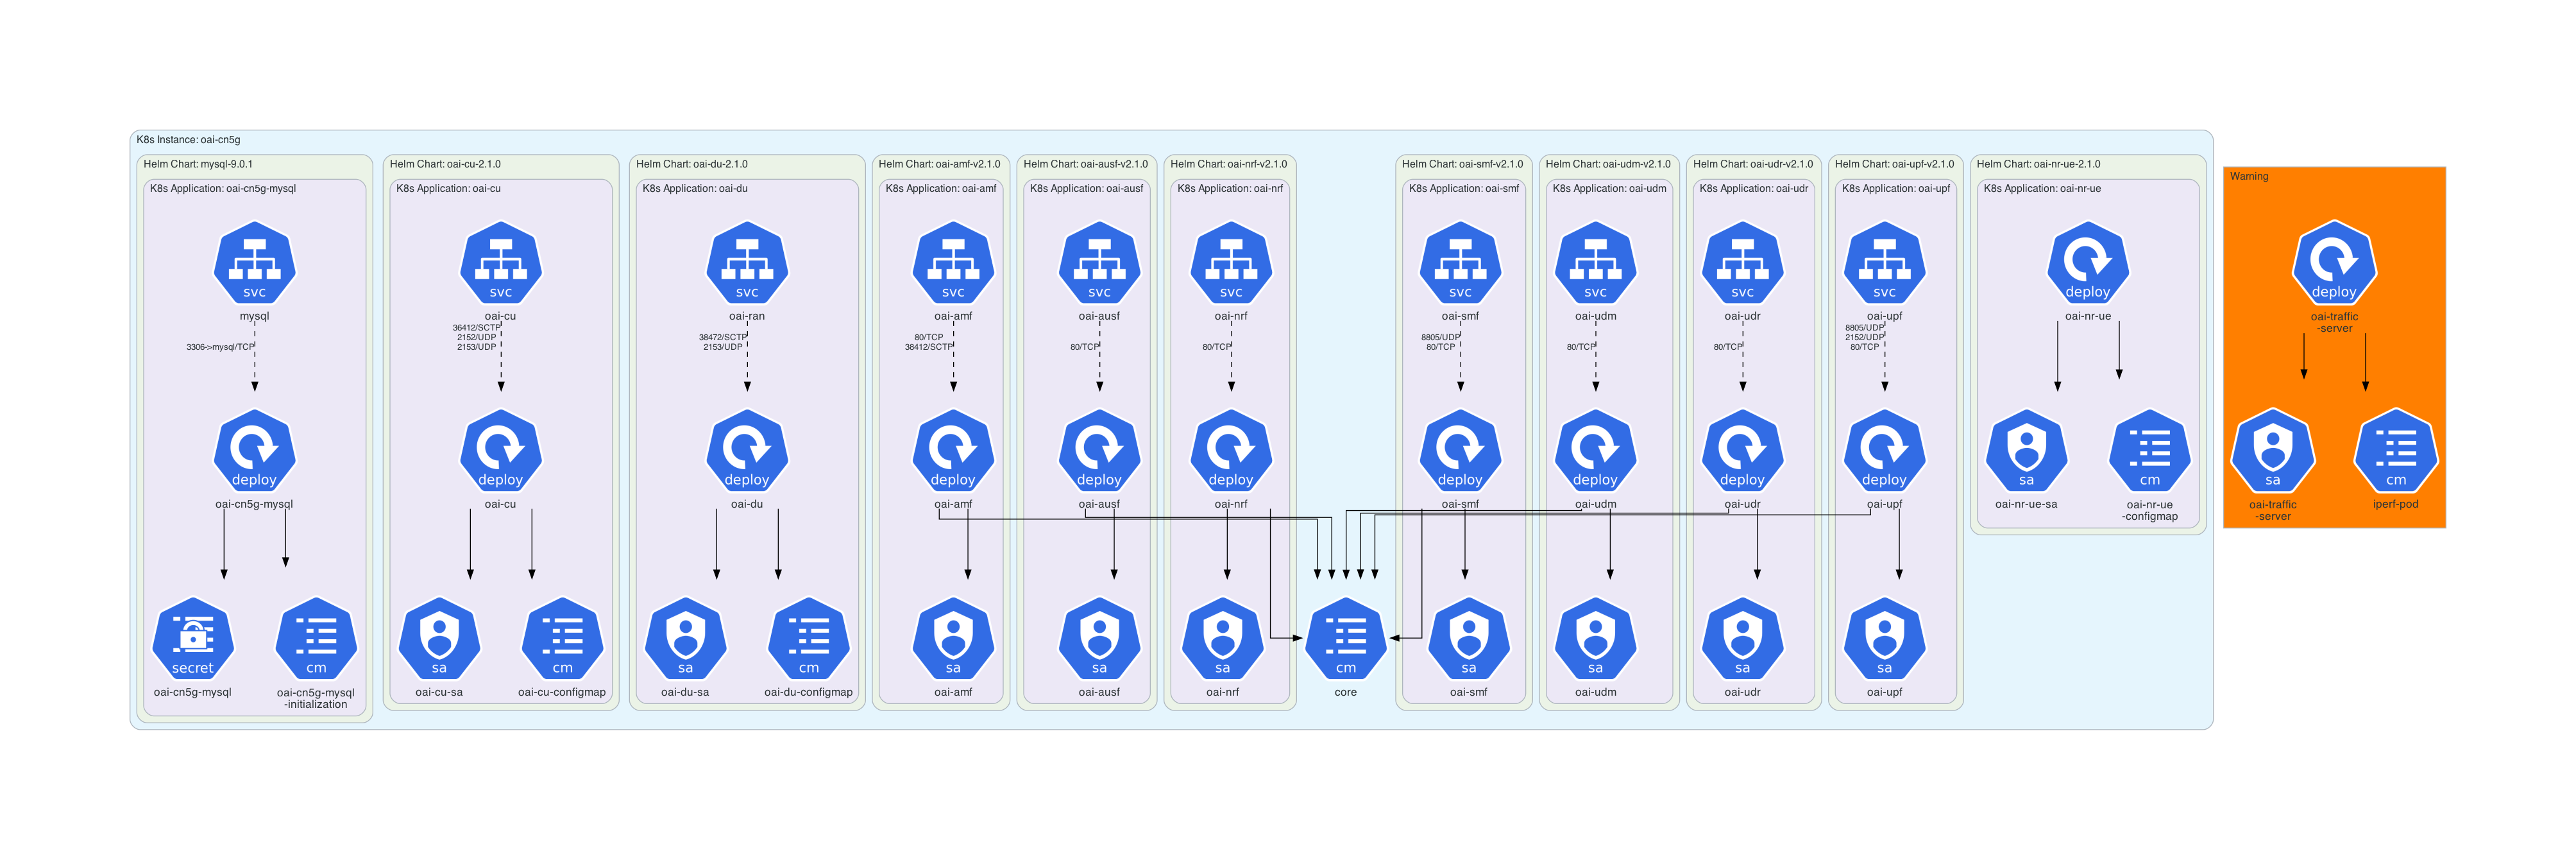 K8s Instance: oai-cn5g
Helm Chart: mysql-9.0.1
K8s Application: oai-cn5g-mysql
svc
mysql
3306->mysql/TCP
deploy
oai-cn5g-mysql
secret
oai-cn5g-mysql
cm
oai-cn5g-mysql
-initialization
Helm Chart: oai-cu-2.1.0
K8s Application: oai-cu
svc
oai-cu
36412/SCTP
2152/UDP
2153/UDP
deploy
oai-cu
sa
oai-cu-sa
cm
oai-cu-configmap
Helm Chart: oai-du-2.1.0
K8s Application: oai-du
svc
oai-ran
38472/SCTP
2153/UDP
deploy
oai-du
sa
oai-du-sa
cm
oai-du-configmap
Helm Chart: oai-amf-v2.1.0
K8s Application: oai-amf
svc
oai-amf
80/TCP
38412/SCTP
deploy
oai-amf
sa
oai-amf
Helm Chart: oai-ausf-v2.1.0
K8s Application: oai-ausf
svc
oai-ausf
80/TCP
deploy
oai-ausf
sa
oai-ausf
Helm Chart: oai-nrf-v2.1.0
K8s Application: oai-nrf
svc
oai-nrf
80/TCP
deploy
oai-nrf
sa
oai-nrf
cm
core
Helm Chart: oai-smf-v2.1.0
K8s Application: oai-smf
svc
oai-smf
8805/UDP
80/TCP
deploy
oai-smf
sa
oai-smf
Helm Chart: oai-udm-v2.1.0
K8s Application: oai-udm
svc
oai-udm
80/TCP
deploy
oai-udm
sa
oai-udm
Helm Chart: oai-udr-v2.1.0
K8s Application: oai-udr
svc
oai-udr
80/TCP
deploy
oai-udr
sa
oai-udr
Helm Chart: oai-upf-v2.1.0
K8s Application: oai-upf
svc
oai-upf
8805/UDP
2152/UDP
80/TCP
deploy
oai-upf
sa
oai-upf
Helm Chart: oai-nr-ue-2.1.0
K8s Application: oai-nr-ue
deploy
oai-nr-ue
sa
oai-nr-ue-sa
cm
oai-nr-ue
-configmap
Warning
deploy
oai-traffic
-server
sa
oai-traffic
-server
cm
iperf-pod